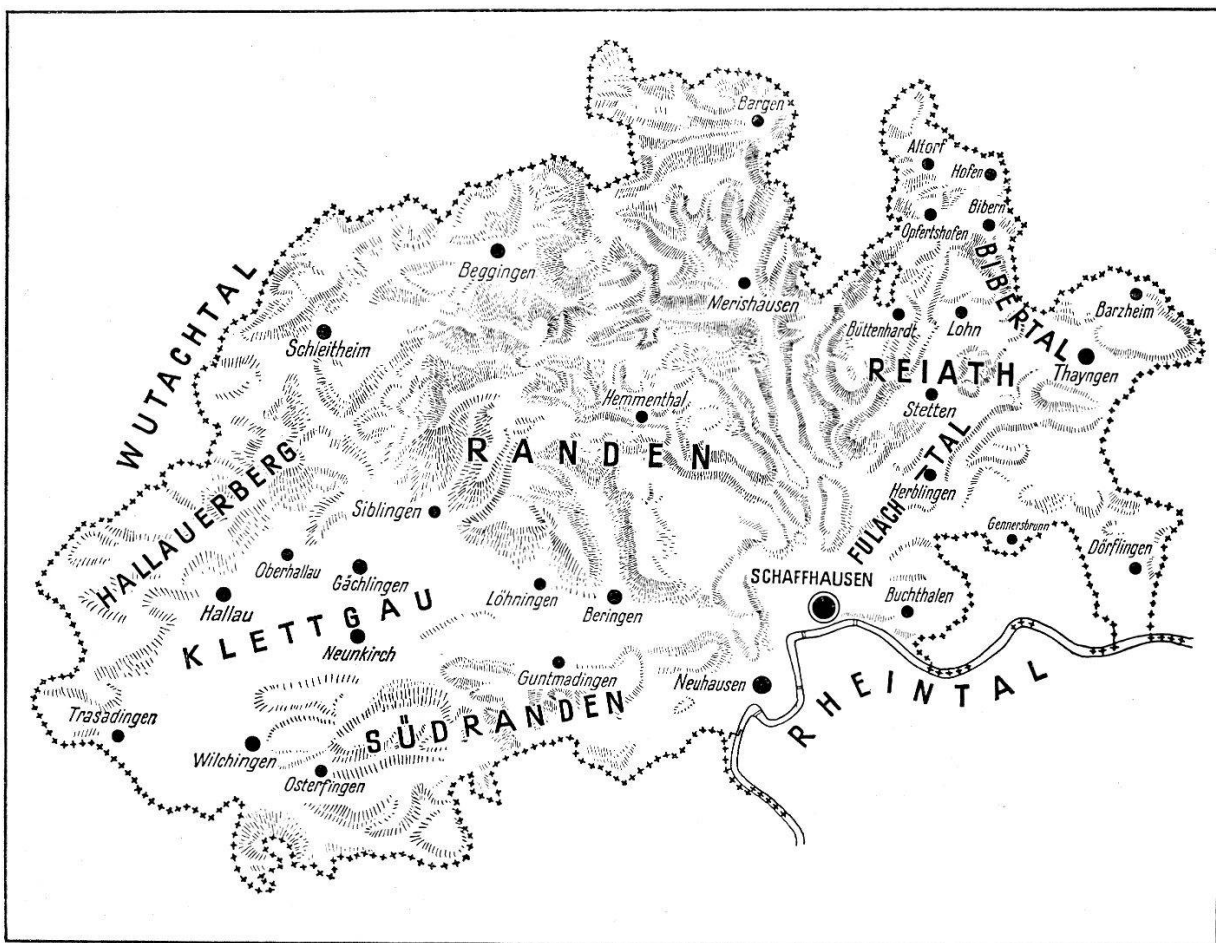 Bargen
Altorf
Hofen
Bibern
Opfertshofen
BIBERTAL
Beggingen
Merishausen
Barzheim
WUTACHTAL
Schleitheim
Büttenhardt
Lohn
Thayngen
REIATH
Stetten
Hemmenthal
RANDEN
HALLAUERBERG
Siblingen
FULACH-TAL
Herblingen
Gennersbrunn
Dörflingen
Oberhallau
Gächlingen
Hallau
Löhningen
Beringen
SCHAFFHAUSEN
Buchthalen
KLETTGAU
Neunkirch
Guntmadingen
Neuhausen
RHEINTAL
SÜDRANDEN
Trasadingen
Wilchingen
Osterfingen